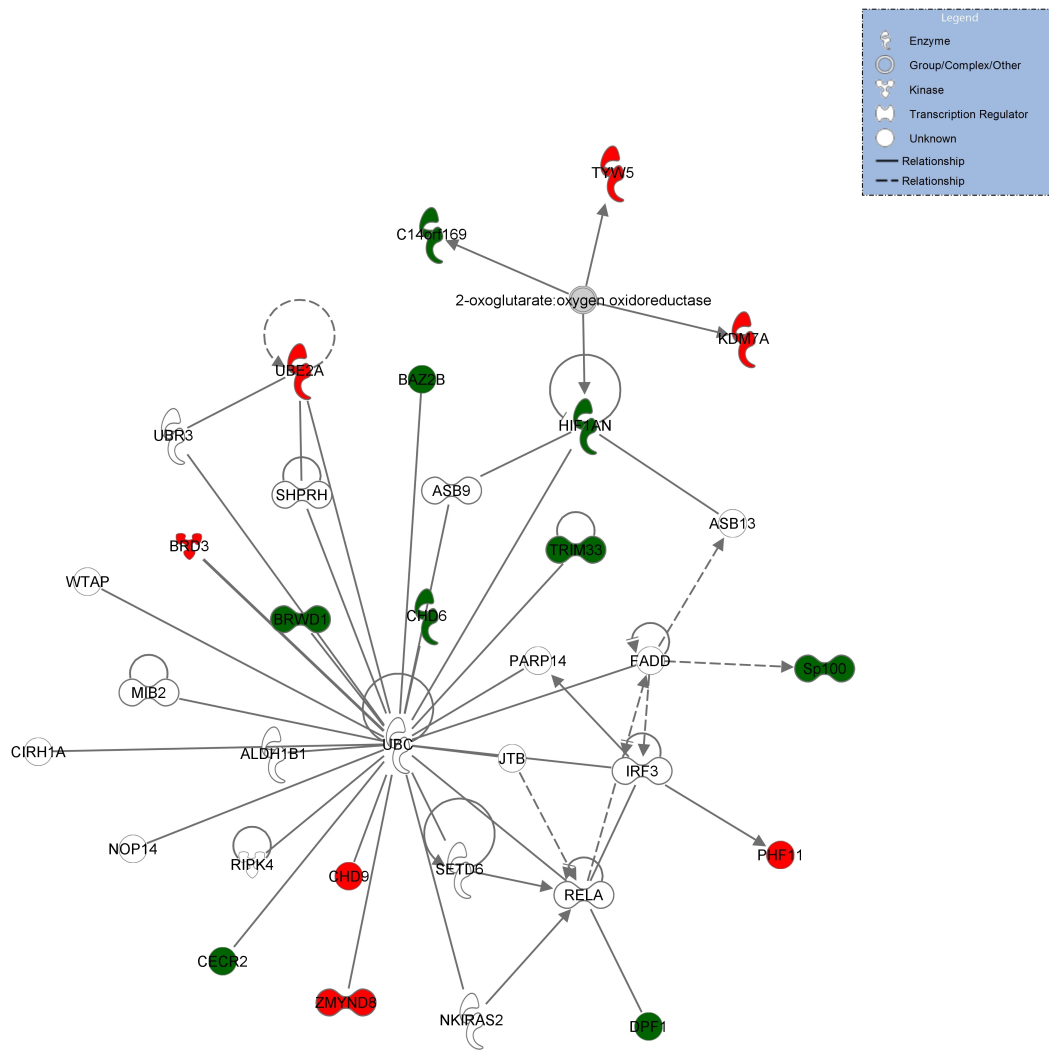 Legend
Enzyme
Group/Complex/Other
Kinase
Transcription Regulator
Unknown
Relationship
Relationship
TYW5
C14orf169
2-oxoglutarate:oxygen oxidoreductase
KDM7A
UBE2A
BAZ2B
HIF1AN
UBR3
SHPRH
ASB9
ASB13
BRD3
TRIM33
WTAP
BRWD1
CHD6
PARP14
FADD
Sp100
MIB2
CIRH1A
ALDH1B1
UBC
JTB
IRF3
NOP14
RIPK4
CHD9
SETD6
PHF11
RELA
CECR2
ZMYND8
NKIRAS2
DPF1